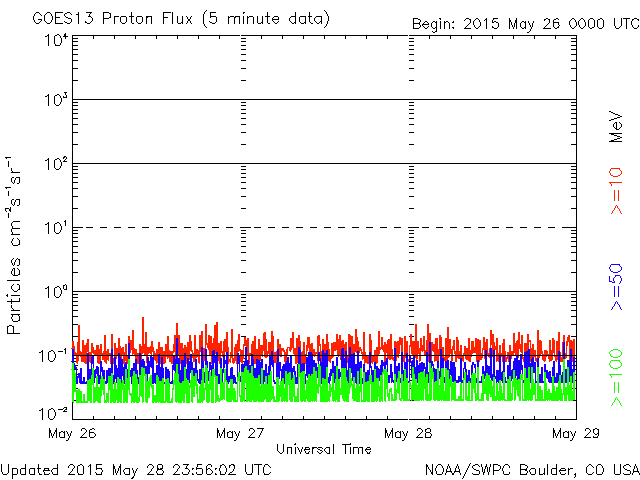 GOES13 Proton Flux (5 minute data)
Begin: 2015 May 26 0000 UTC
10⁴
10³
10²
10¹
10⁰
10⁻¹
10⁻²
Particles cm⁻²s⁻¹sr⁻¹
MeV
>=10
>=50
>=100
May 26
May 27
May 28
May 29
Universal Time
Updated 2015 May 28 23:56:02 UTC
NOAA/SWPC Boulder, CO USA